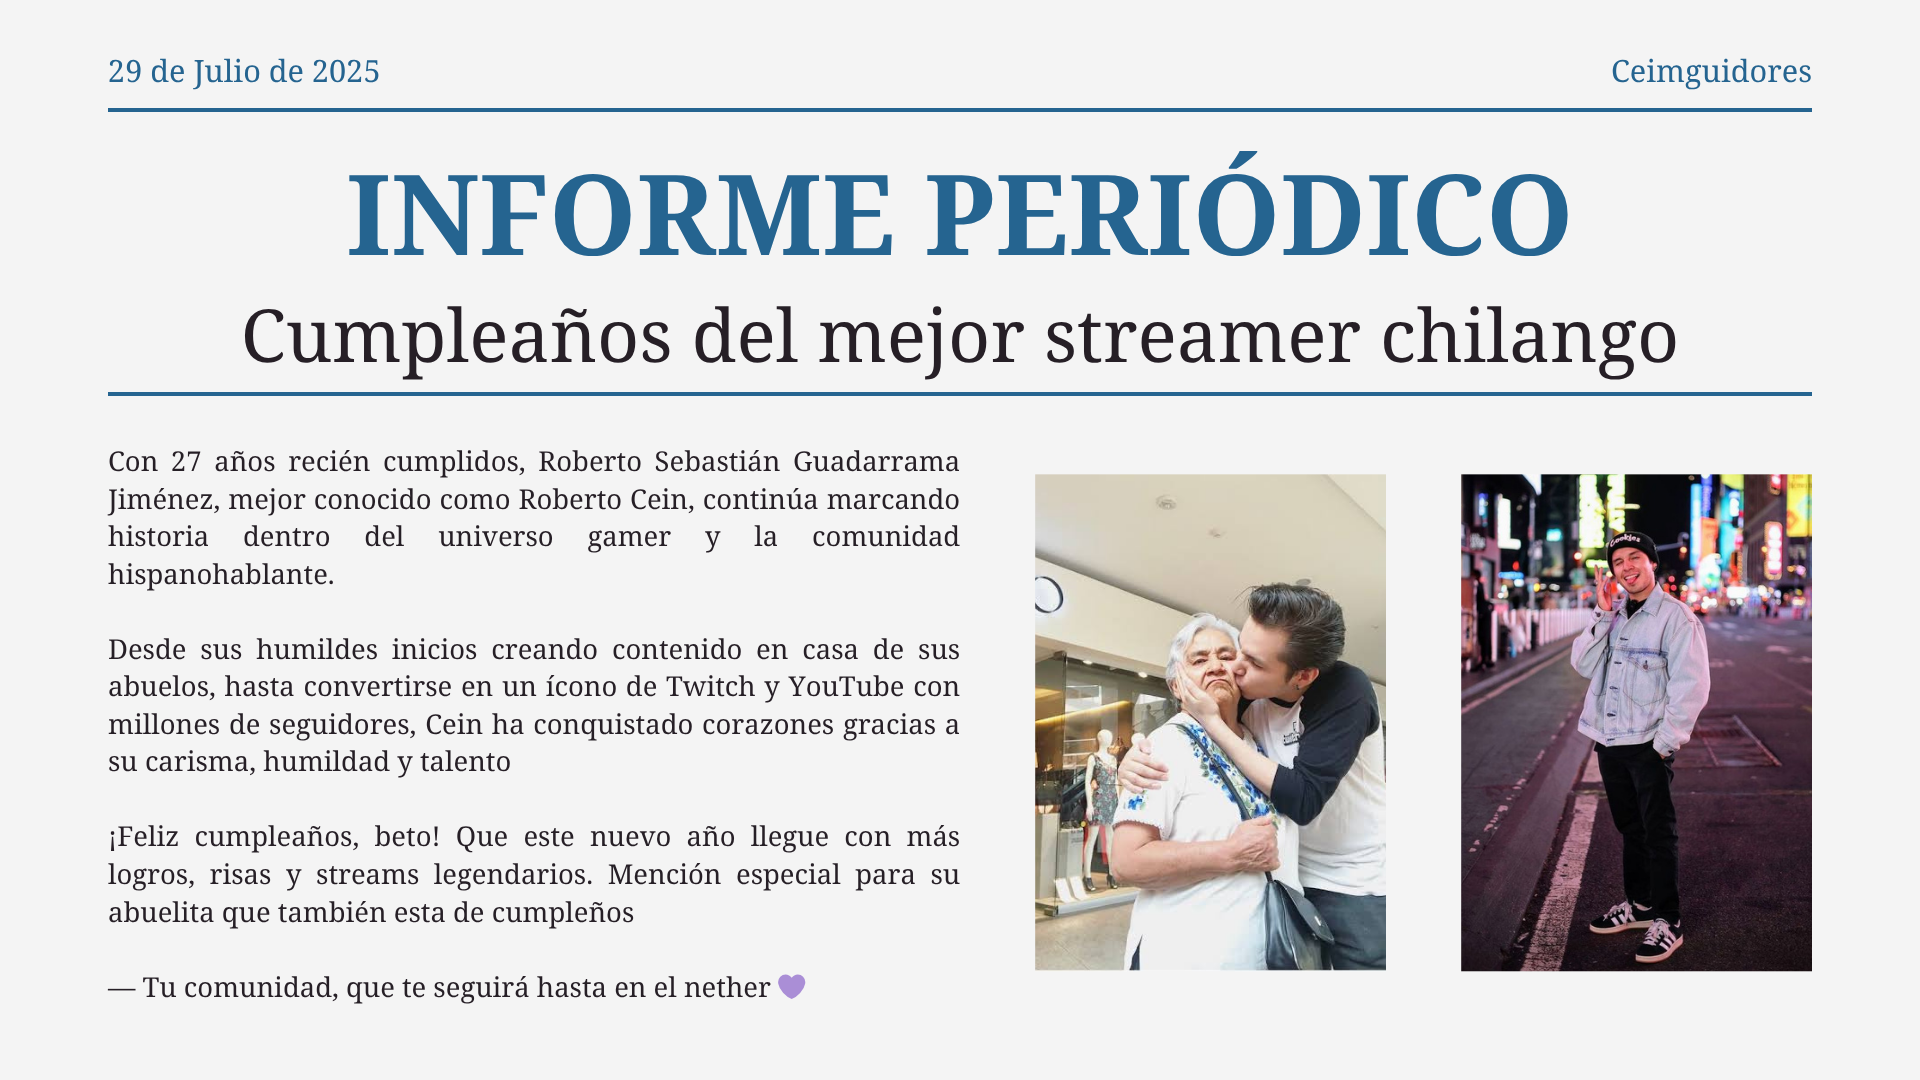 29 de Julio de 2025
Ceimguidores
INFORME PERIÓDICO
Cumpleaños del mejor streamer chilango
Con 27 años recién cumplidos, Roberto Sebastián Guadarrama
Jiménez, mejor conocido como Roberto Cein, continúa marcando
historia dentro del universo gamer y la comunidad
hispanohablante.
Desde sus humildes inicios creando contenido en casa de sus
abuelos, hasta convertirse en un ícono de Twitch y YouTube con
millones de seguidores, Cein ha conquistado corazones gracias a
su carisma, humildad y talento
¡Feliz cumpleaños, beto! Que este nuevo año llegue con más
logros, risas y streams legendarios. Mención especial para su
abuelita que también esta de cumpleños
— Tu comunidad, que te seguirá hasta en el nether 💜
Cookies